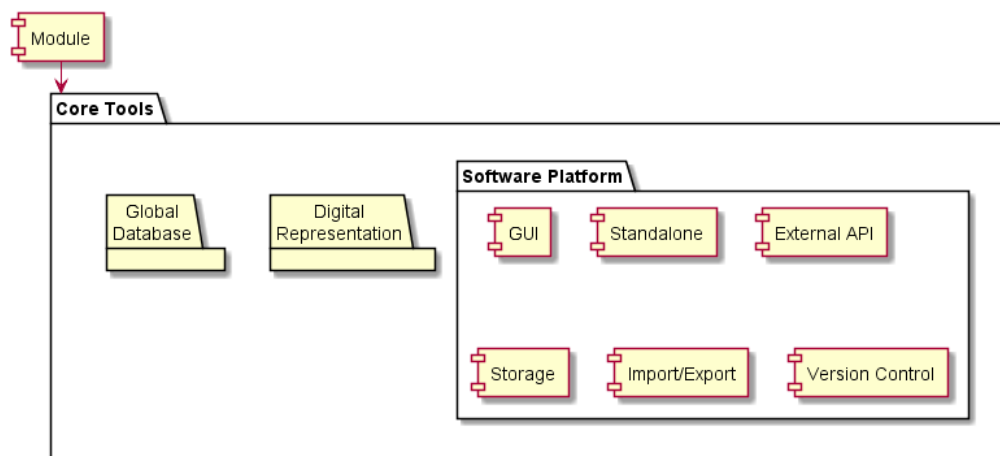 Module
Core Tools
Software Platform
Global
Database
Digital
Representation
GUI
Standalone
External API
Storage
Import/Export
Version Control